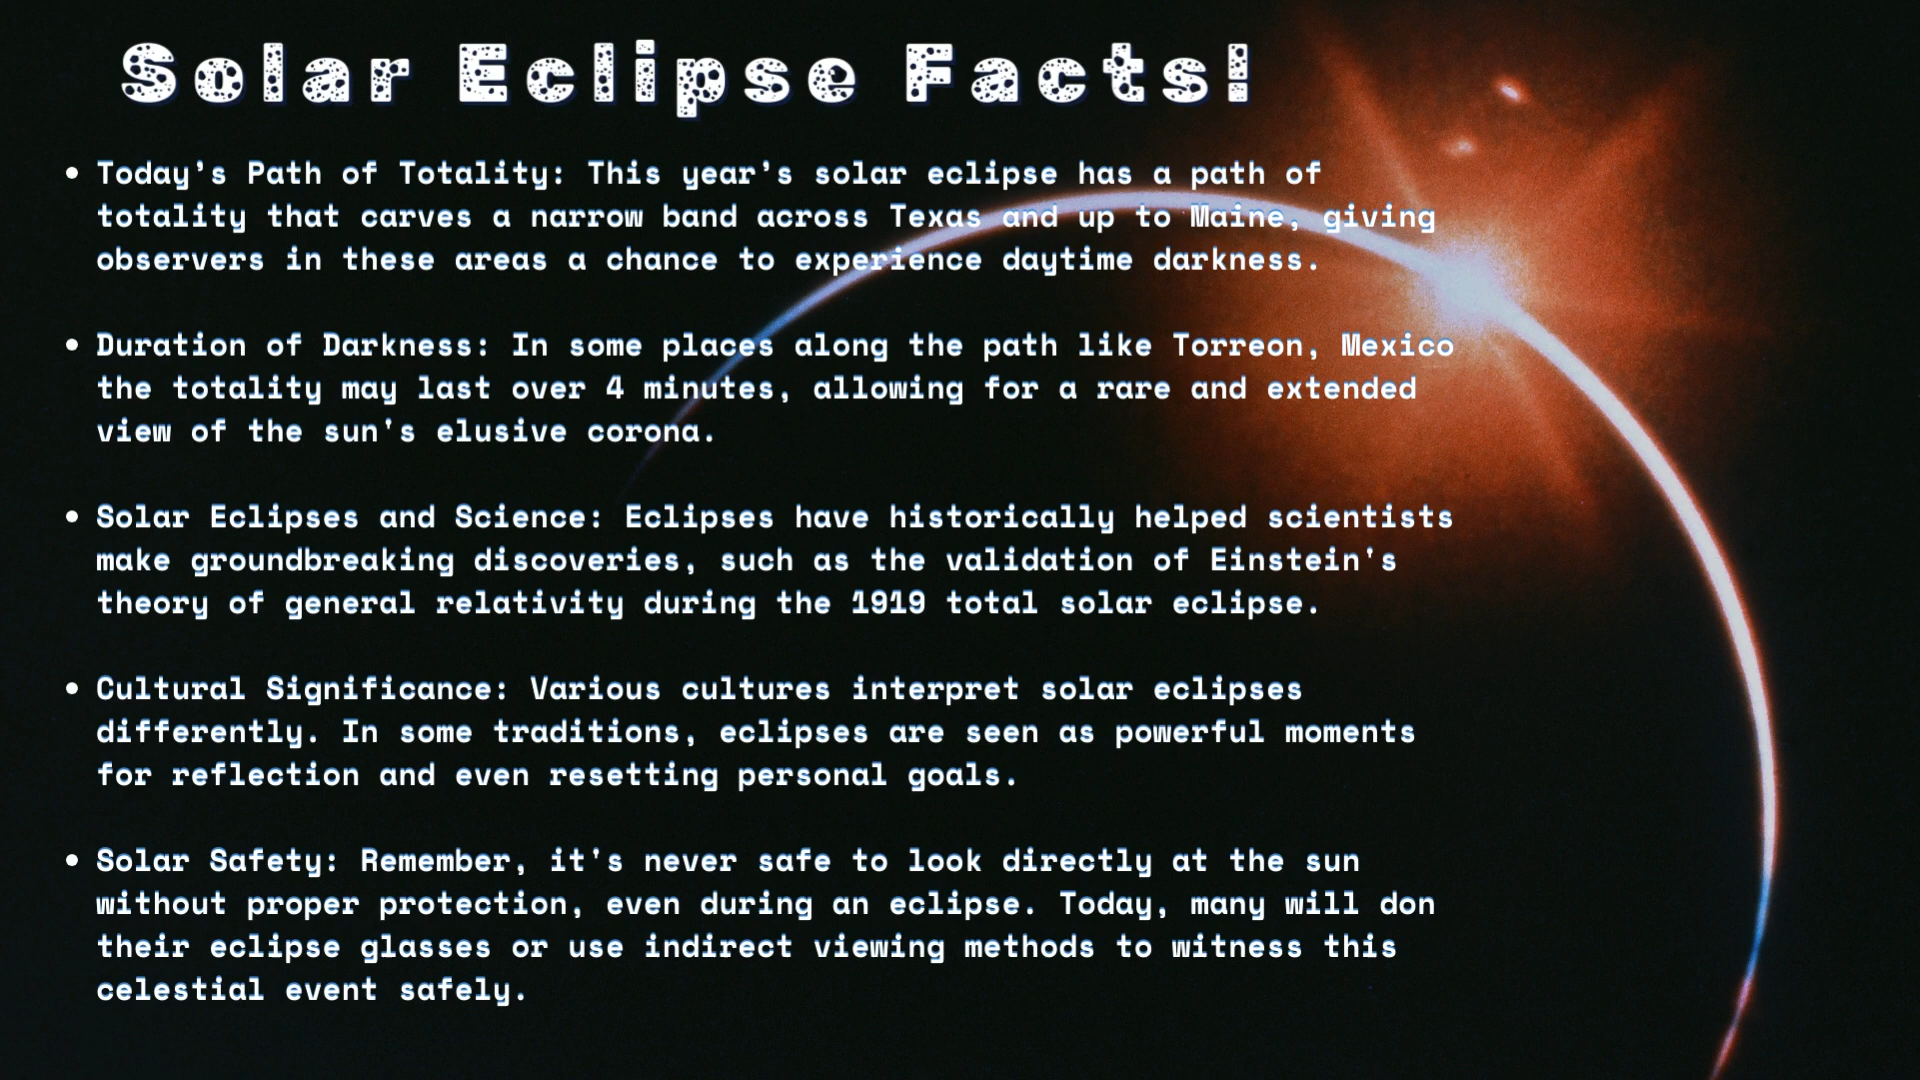 Solar Eclipse Facts!
• Today’s Path of Totality: This year’s solar eclipse has a path of
totality that carves a narrow band across Texas and up to Maine, giving
observers in these areas a chance to experience daytime darkness.
• Duration of Darkness: In some places along the path like Torreon, Mexico
the totality may last over 4 minutes, allowing for a rare and extended
view of the sun's elusive corona.
• Solar Eclipses and Science: Eclipses have historically helped scientists
make groundbreaking discoveries, such as the validation of Einstein's
theory of general relativity during the 1919 total solar eclipse.
• Cultural Significance: Various cultures interpret solar eclipses
differently. In some traditions, eclipses are seen as powerful moments
for reflection and even resetting personal goals.
• Solar Safety: Remember, it's never safe to look directly at the sun
without proper protection, even during an eclipse. Today, many will don
their eclipse glasses or use indirect viewing methods to witness this
celestial event safely.